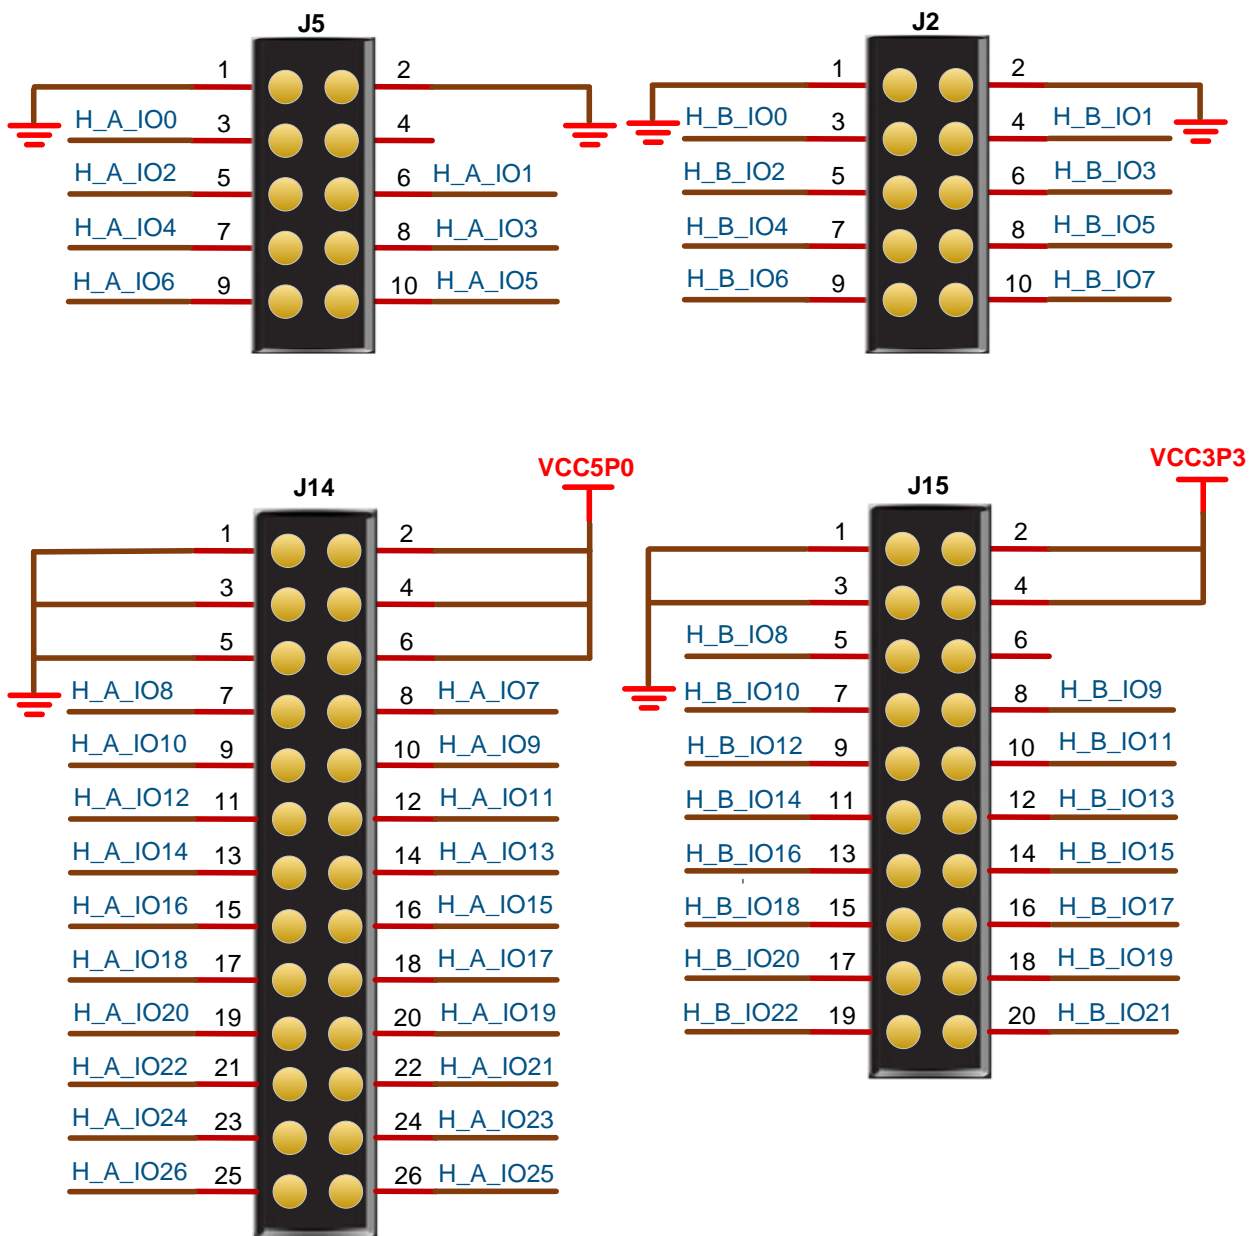 J5
1 2
H_A_IO0 3 4
H_A_IO2 5 6 H_A_IO1
H_A_IO4 7 8 H_A_IO3
H_A_IO6 9 10 H_A_IO5
J2
1 2
H_B_IO0 3 4 H_B_IO1
H_B_IO2 5 6 H_B_IO3
H_B_IO4 7 8 H_B_IO5
H_B_IO6 9 10 H_B_IO7
VCC5P0
J14
1 2
3 4
5 6
H_A_IO8 7 8 H_A_IO7
H_A_IO10 9 10 H_A_IO9
H_A_IO12 11 12 H_A_IO11
H_A_IO14 13 14 H_A_IO13
H_A_IO16 15 16 H_A_IO15
H_A_IO18 17 18 H_A_IO17
H_A_IO20 19 20 H_A_IO19
H_A_IO22 21 22 H_A_IO21
H_A_IO24 23 24 H_A_IO23
H_A_IO26 25 26 H_A_IO25
VCC3P3
J15
1 2
3 4
H_B_IO8 5 6
H_B_IO10 7 8 H_B_IO9
H_B_IO12 9 10 H_B_IO11
H_B_IO14 11 12 H_B_IO13
H_B_IO16 13 14 H_B_IO15
H_B_IO18 15 16 H_B_IO17
H_B_IO20 17 18 H_B_IO19
H_B_IO22 19 20 H_B_IO21